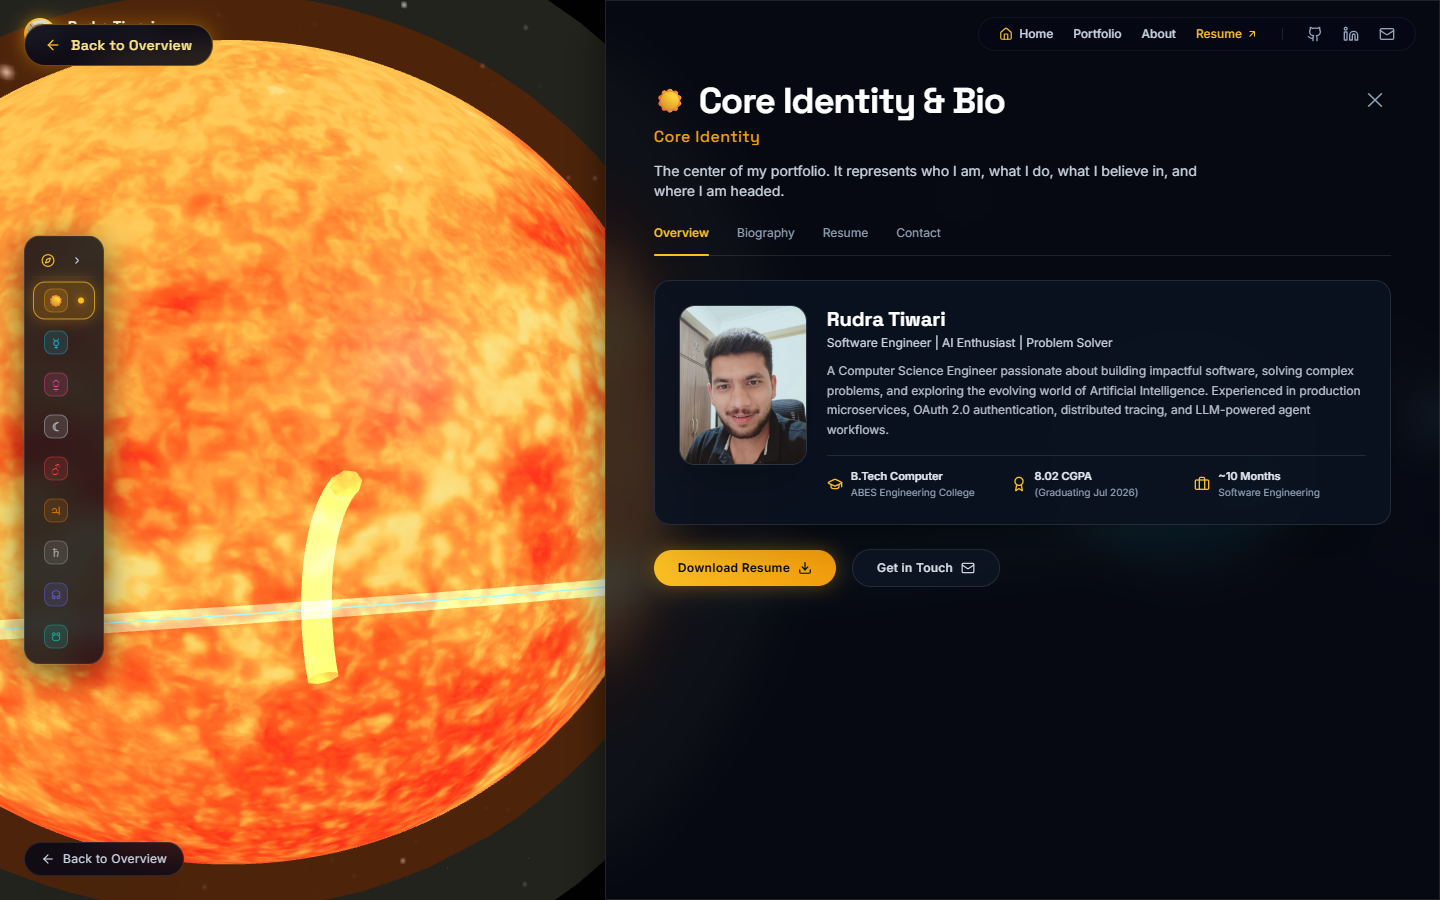 Back to Overview
Home
Portfolio
About
Resume
Core Identity & Bio
Core Identity
The center of my portfolio. It represents who I am, what I do, what I believe in, and
where I am headed.
Overview
Biography
Resume
Contact
Rudra Tiwari
Software Engineer | AI Enthusiast | Problem Solver
A Computer Science Engineer passionate about building impactful software, solving complex
problems, and exploring the evolving world of Artificial Intelligence. Experienced in production
microservices, OAuth 2.0 authentication, distributed tracing, and LLM-powered agent
workflows.
B.Tech Computer
ABES Engineering College
8.02 CGPA
(Graduating Jul 2026)
~10 Months
Software Engineering
Download Resume
Get in Touch
Back to Overview